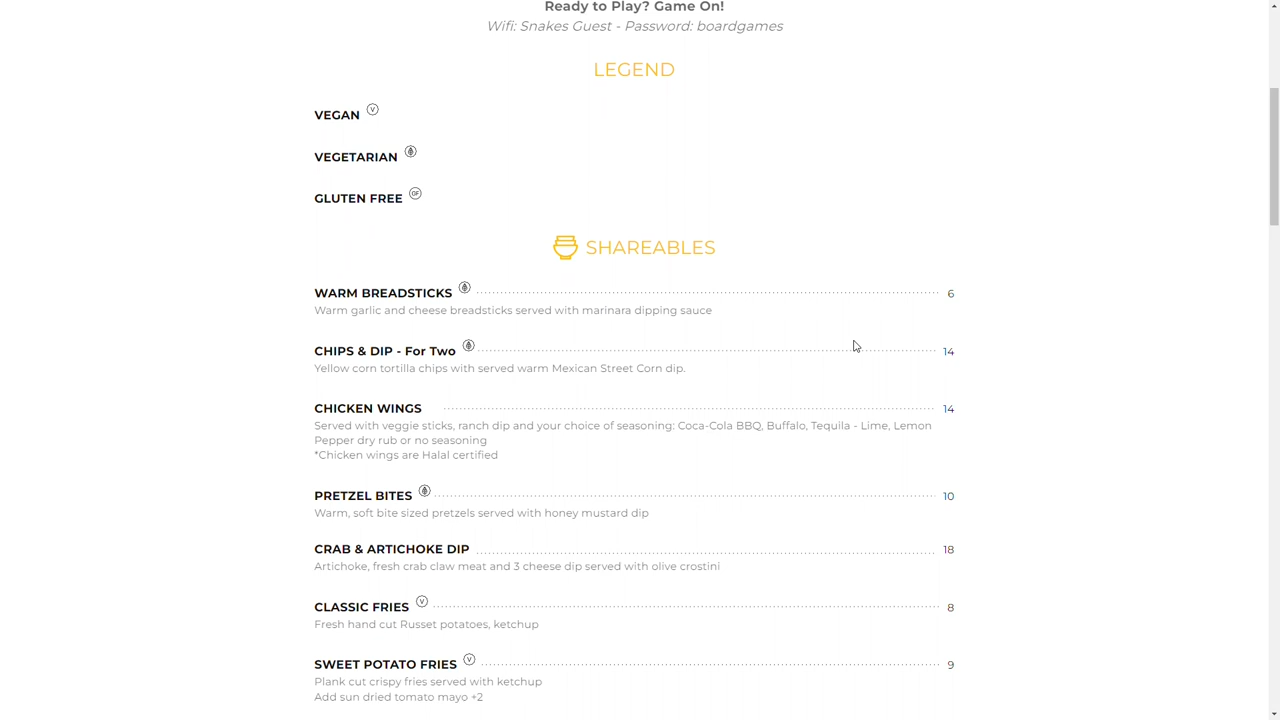 Ready to Play? Game On!
Wifi: Snakes Guest - Password: boardgames
LEGEND
VEGAN V
VEGETARIAN
GLUTEN FREE GF
SHAREABLES
WARM BREADSTICKS 6
Warm garlic and cheese breadsticks served with marinara dipping sauce
CHIPS & DIP - For Two 14
Yellow corn tortilla chips with served warm Mexican Street Corn dip.
CHICKEN WINGS 14
Served with veggie sticks, ranch dip and your choice of seasoning: Coca-Cola BBQ, Buffalo, Tequila - Lime, Lemon
Pepper dry rub or no seasoning
*Chicken wings are Halal certified
PRETZEL BITES 10
Warm, soft bite sized pretzels served with honey mustard dip
CRAB & ARTICHOKE DIP 18
Artichoke, fresh crab claw meat and 3 cheese dip served with olive crostini
CLASSIC FRIES V 8
Fresh hand cut Russet potatoes, ketchup
SWEET POTATO FRIES V 9
Plank cut crispy fries served with ketchup
Add sun dried tomato mayo +2